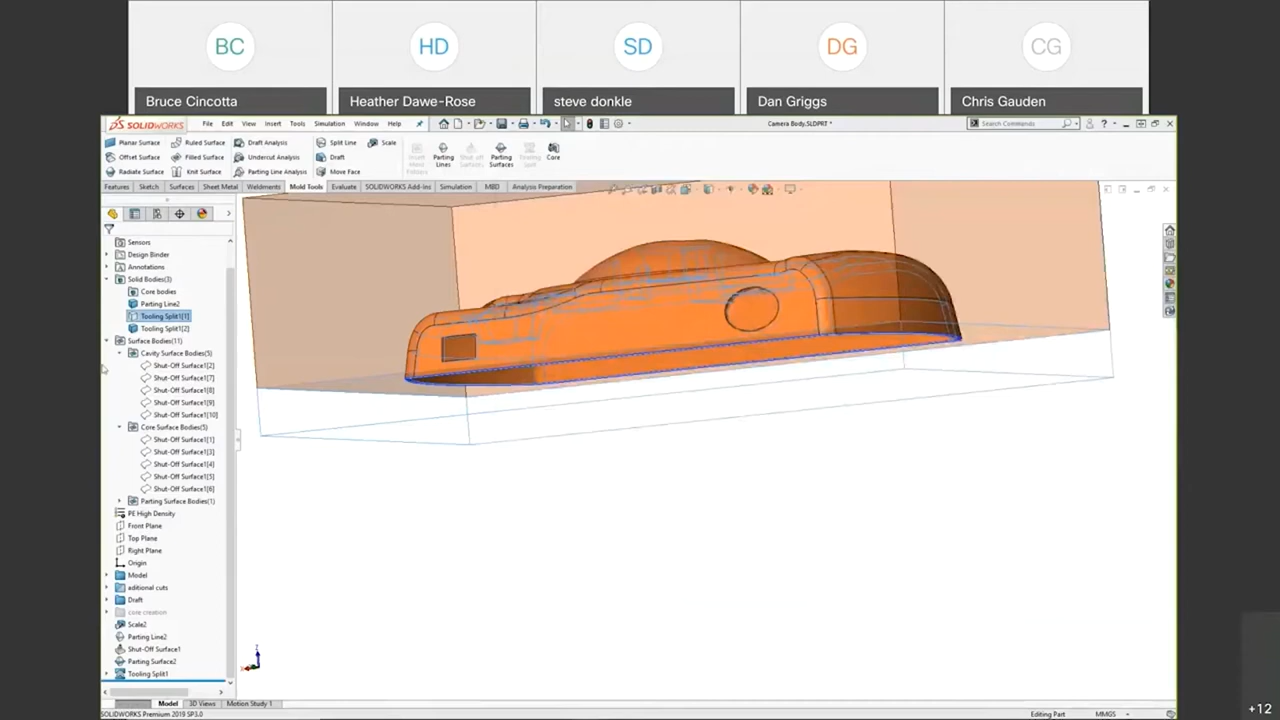 BC
HD
SD
DG
CG
Bruce Cincotta
Heather Dawe-Rose
steve donkle
Dan Griggs
Chris Gauden
SOLIDWORKS
File Edit View Insert Tools Simulation Window Help
Camera Body.SLDPRT *
Search Commands
Planar Surface
Ruled Surface
Draft Analysis
Split Line
Scale
Offset Surface
Filled Surface
Undercut Analysis
Draft
Radiate Surface
Knit Surface
Parting Line Analysis
Move Face
Insert Mold Folders
Parting Lines
Shut-off Surfaces
Parting Surfaces
Tooling Split
Core
Features Sketch Surfaces Sheet Metal Weldments Mold Tools Evaluate SOLIDWORKS Add-Ins Simulation MBD Analysis Preparation
Sensors
Design Binder
Annotations
Solid Bodies(3)
Core bodies
Parting Line2
Tooling Split1[1]
Tooling Split1[2]
Surface Bodies(11)
Cavity Surface Bodies(5)
Shut-Off Surface1[2]
Shut-Off Surface1[7]
Shut-Off Surface1[8]
Shut-Off Surface1[9]
Shut-Off Surface1[10]
Core Surface Bodies(5)
Shut-Off Surface1[1]
Shut-Off Surface1[3]
Shut-Off Surface1[4]
Shut-Off Surface1[5]
Shut-Off Surface1[6]
Parting Surface Bodies(1)
PE High Density
Front Plane
Top Plane
Right Plane
Origin
Model
aditional cuts
Draft
core creation
Scale2
Parting Line2
Shut-Off Surface1
Parting Surface2
Tooling Split1
Model 3D Views Motion Study 1
SOLIDWORKS Premium 2019 SP3.0
Editing Part
MMGS
+12